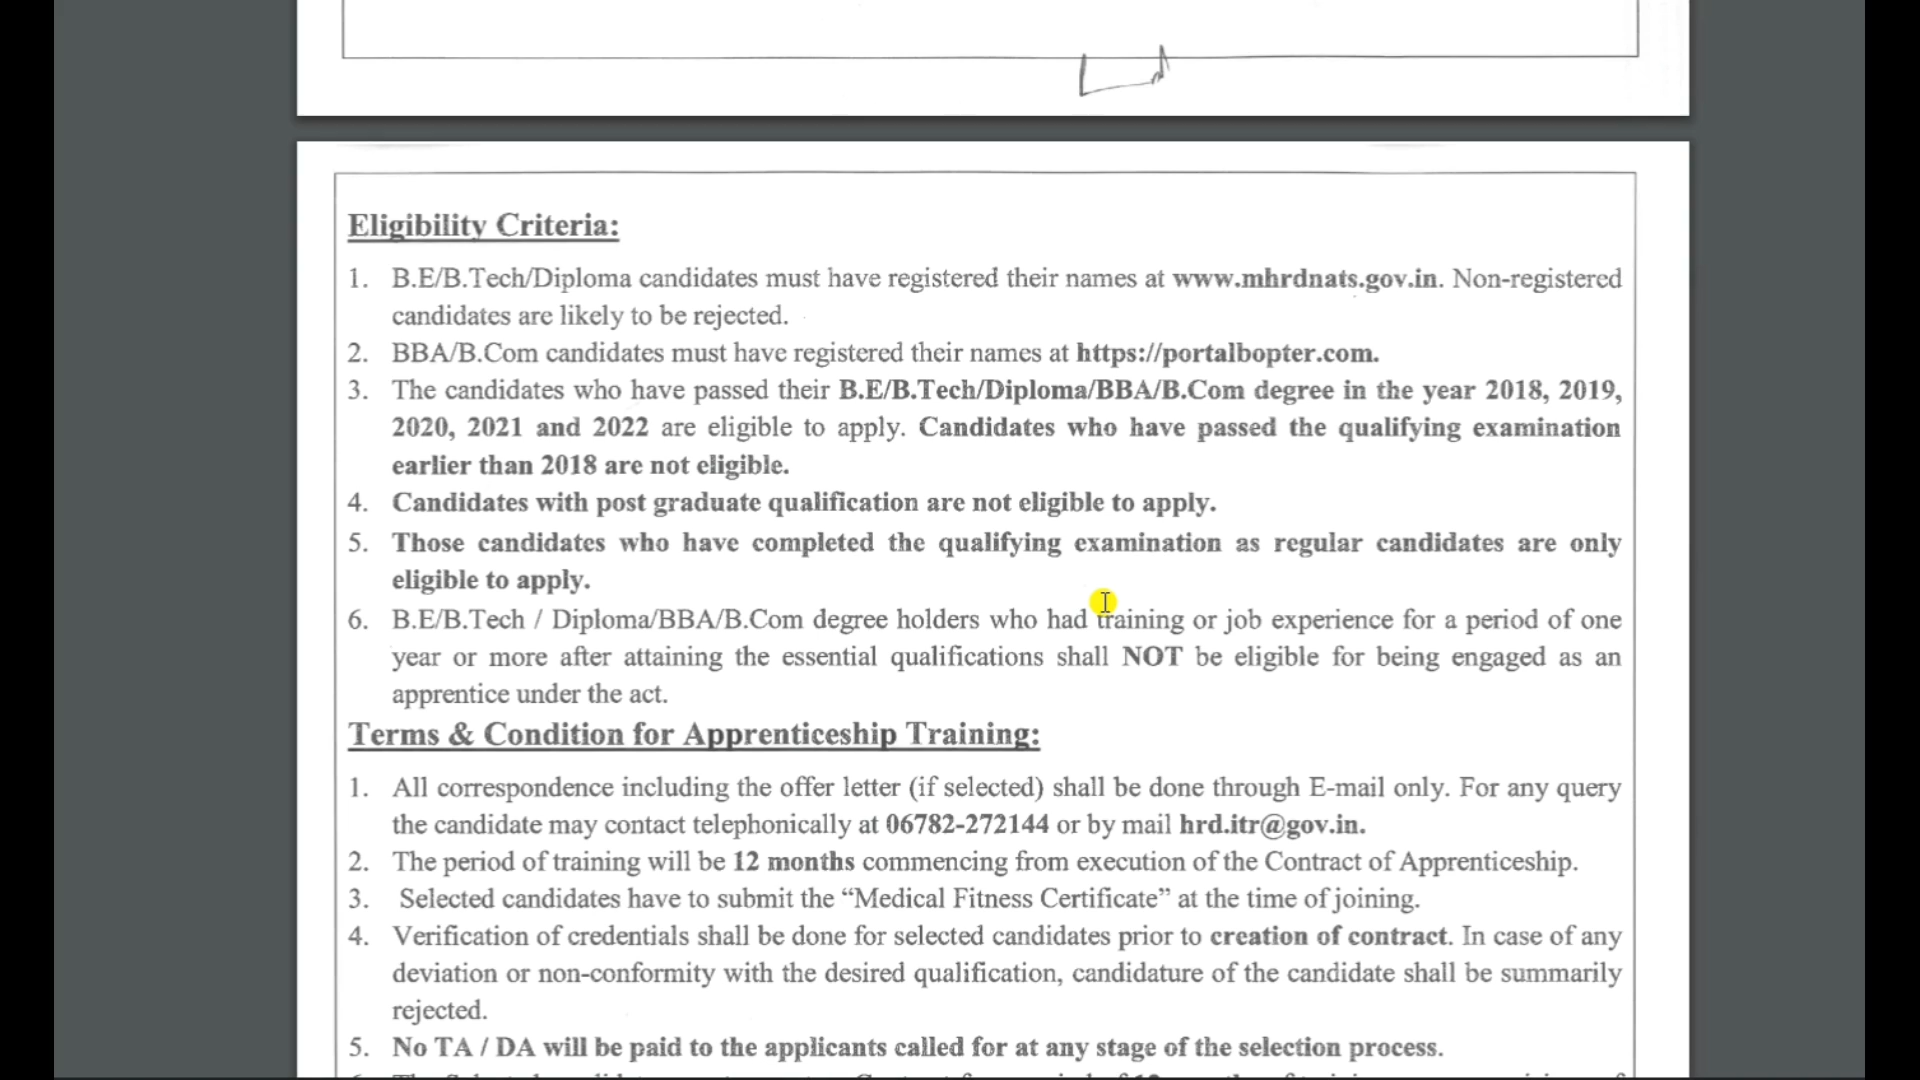 Eligibility Criteria:
1. B.E/B.Tech/Diploma candidates must have registered their names at www.mhrdnats.gov.in. Non-registered
candidates are likely to be rejected.
2. BBA/B.Com candidates must have registered their names at https://portalbopter.com.
3. The candidates who have passed their B.E/B.Tech/Diploma/BBA/B.Com degree in the year 2018, 2019,
2020, 2021 and 2022 are eligible to apply. Candidates who have passed the qualifying examination
earlier than 2018 are not eligible.
4. Candidates with post graduate qualification are not eligible to apply.
5. Those candidates who have completed the qualifying examination as regular candidates are only
eligible to apply.
6. B.E/B.Tech / Diploma/BBA/B.Com degree holders who had training or job experience for a period of one
year or more after attaining the essential qualifications shall NOT be eligible for being engaged as an
apprentice under the act.
Terms & Condition for Apprenticeship Training:
1. All correspondence including the offer letter (if selected) shall be done through E-mail only. For any query
the candidate may contact telephonically at 06782-272144 or by mail hrd.itr@gov.in.
2. The period of training will be 12 months commencing from execution of the Contract of Apprenticeship.
3. Selected candidates have to submit the “Medical Fitness Certificate” at the time of joining.
4. Verification of credentials shall be done for selected candidates prior to creation of contract. In case of any
deviation or non-conformity with the desired qualification, candidature of the candidate shall be summarily
rejected.
5. No TA / DA will be paid to the applicants called for at any stage of the selection process.